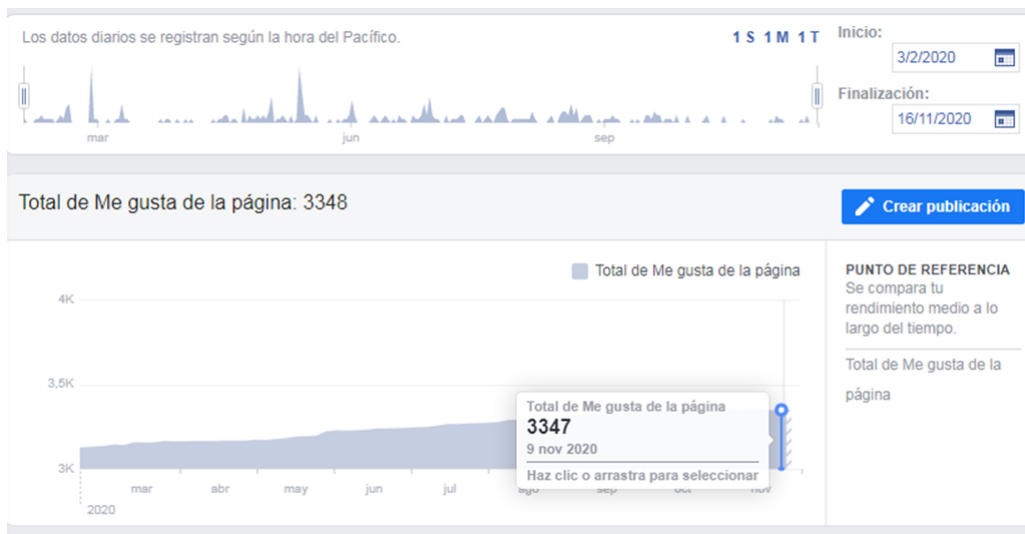 Los datos diarios se registran según la hora del Pacífico.
1 S 1 M 1 T
Inicio:
3/2/2020
Finalización:
16/11/2020
mar
jun
sep
Total de Me gusta de la página: 3348
Crear publicación
Total de Me gusta de la página
4K
3,5K
3K
Total de Me gusta de la página
3347
9 nov 2020
Haz clic o arrastra para seleccionar
mar
abr
may
jun
jul
ago
sep
oct
nov
2020
PUNTO DE REFERENCIA
Se compara tu
rendimiento medio a lo
largo del tiempo.
Total de Me gusta de la
página